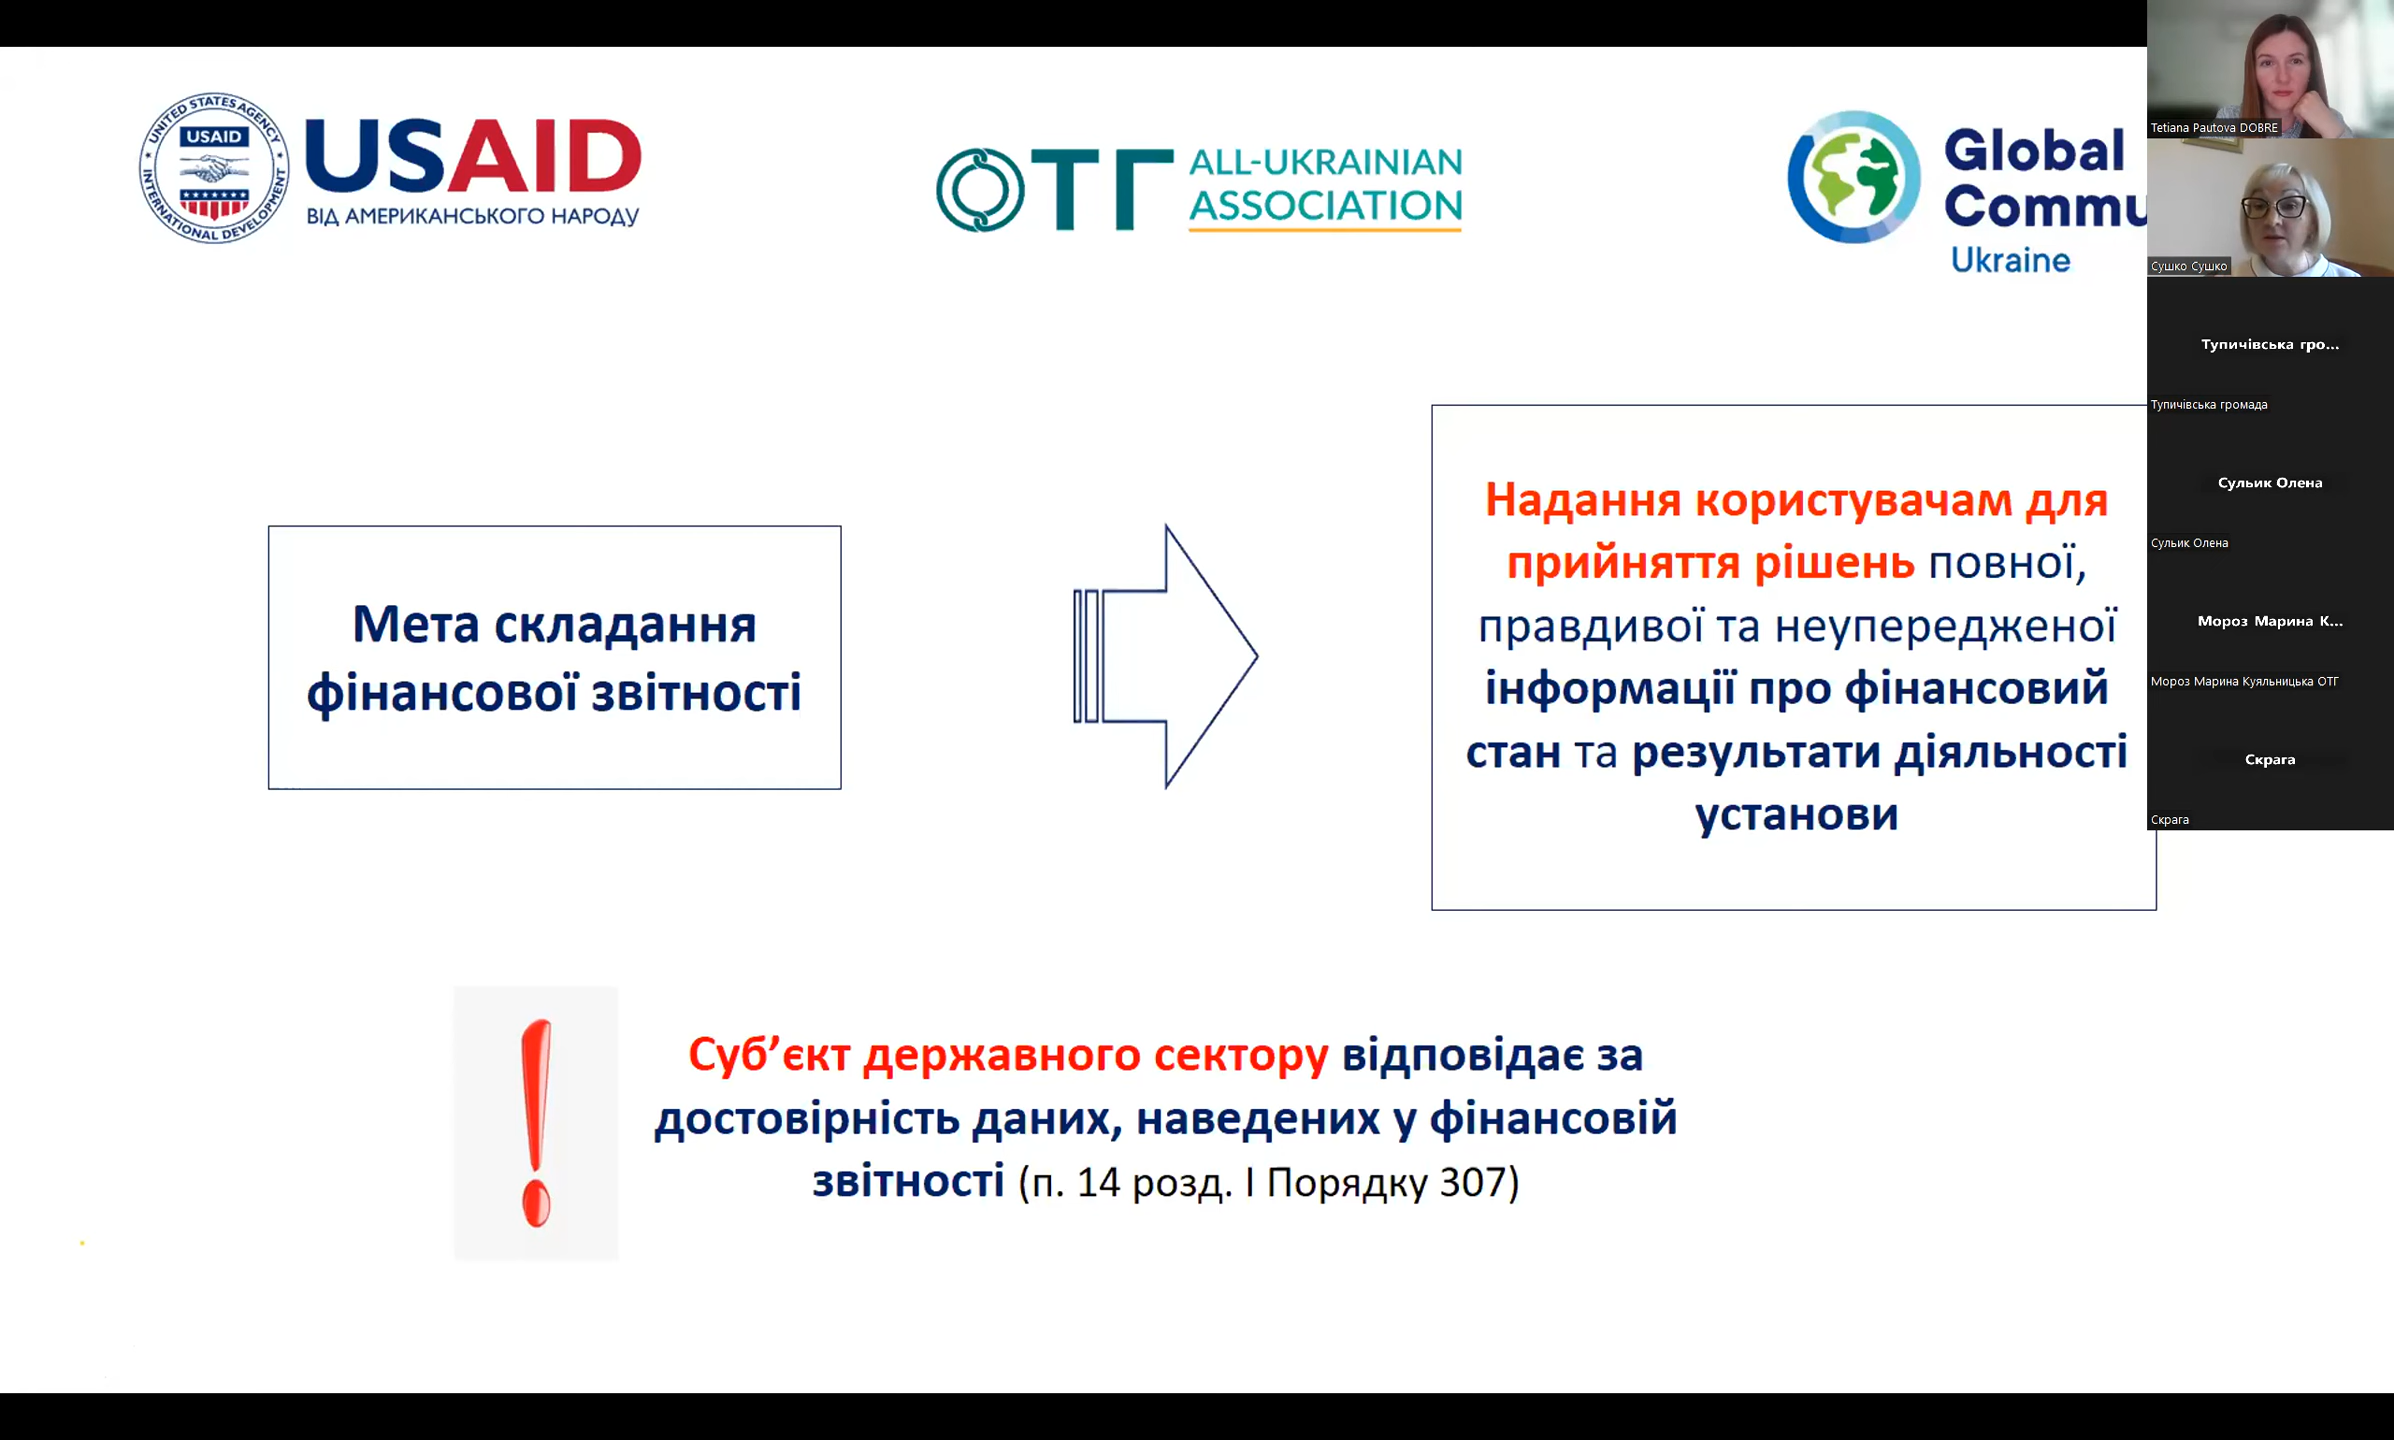 UNITED STATES AGENCY
USAID
INTERNATIONAL DEVELOPMENT
USAID
ВІД АМЕРИКАНСЬКОГО НАРОДУ
ОТГ
ALL-UKRAINIAN
ASSOCIATION
Global
Commu
Ukraine
Мета складання
фінансової звітності
Надання користувачам для
прийняття рішень повної,
правдивої та неупередженої
інформації про фінансовий
стан та результати діяльності
установи
Суб’єкт державного сектору відповідає за
достовірність даних, наведених у фінансовій
звітності (п. 14 розд. І Порядку 307)
Tetiana Pautova DOBRE
Сушко Сушко
Тупичівська гро...
Тупичівська громада
Сульик Олена
Сульик Олена
Мороз Марина К...
Мороз Марина Куяльницька ОТГ
Скрага
Скрага